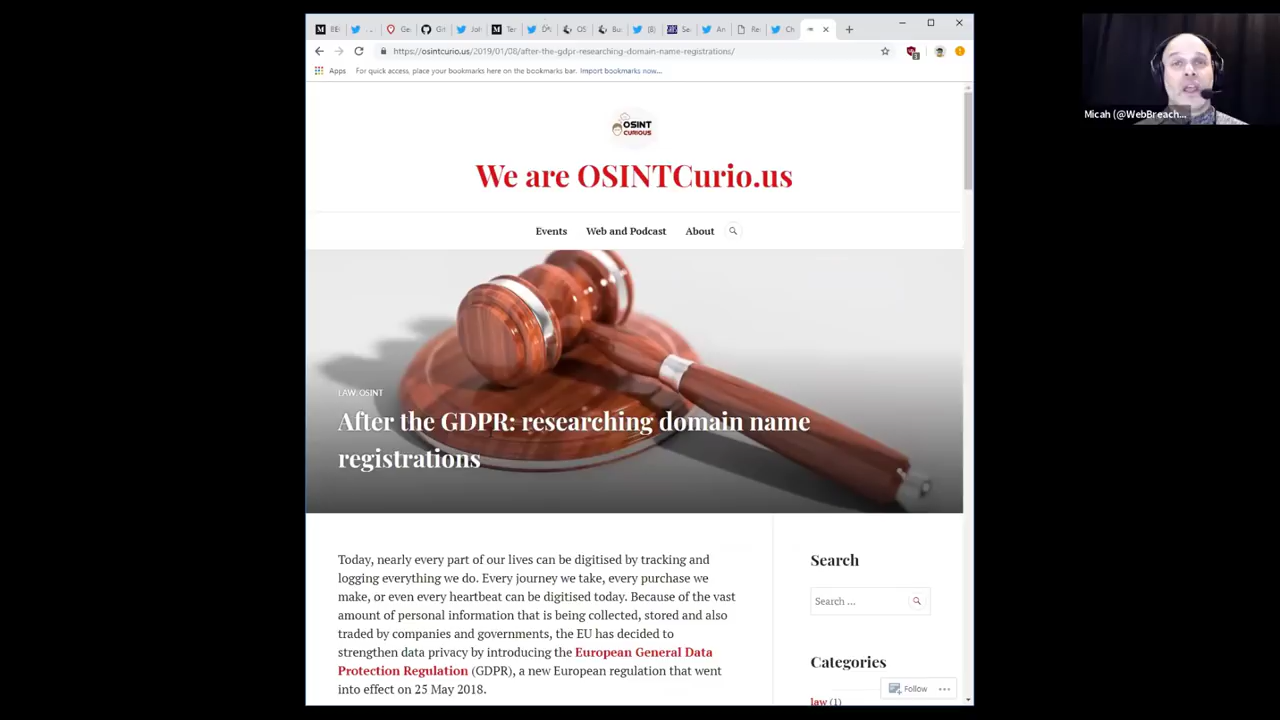 https://osintcurio.us/2019/01/08/after-the-gdpr-researching-domain-name-registrations/
Apps
For quick access, place your bookmarks here on the bookmarks bar. Import bookmarks now...
Micah (@WebBreach...
OSINT
CURIOUS
We are OSINTCurio.us
Events
Web and Podcast
About
LAW, OSINT
After the GDPR: researching domain name
registrations
Today, nearly every part of our lives can be digitised by tracking and
logging everything we do. Every journey we take, every purchase we
make, or even every heartbeat can be digitised today. Because of the vast
amount of personal information that is being collected, stored and also
traded by companies and governments, the EU has decided to
strengthen data privacy by introducing the European General Data
Protection Regulation (GDPR), a new European regulation that went
into effect on 25 May 2018.
Search
Search ...
Categories
law (1)
Follow